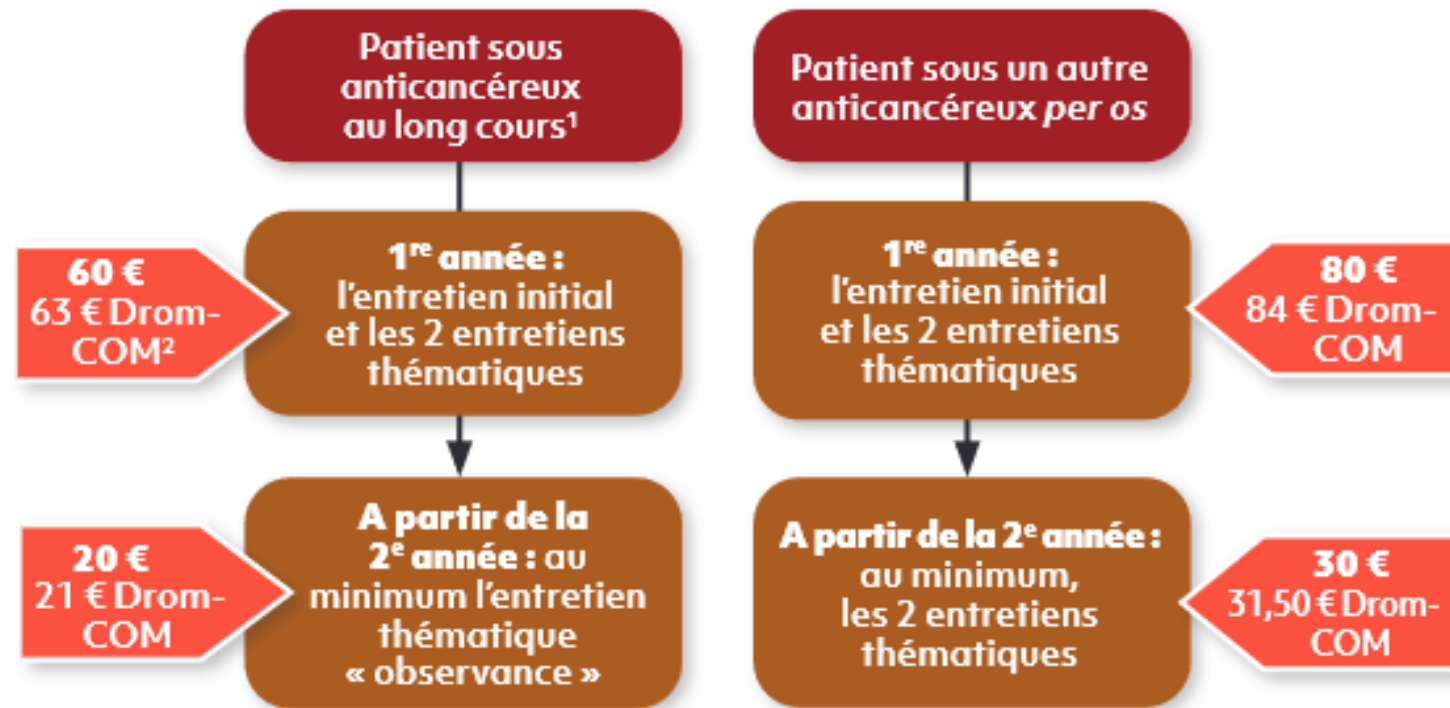 Patient sous
anticancéreux
au long cours¹
Patient sous un autre
anticancéreux per os
60 €
63 € Drom-
COM²
1re année :
l'entretien initial
et les 2 entretiens
thématiques
1re année :
l'entretien initial
et les 2 entretiens
thématiques
80 €
84 € Drom-
COM
20 €
21 € Drom-
COM
A partir de la
2e année : au
minimum l'entretien
thématique
« observance »
A partir de la 2e année :
au minimum,
les 2 entretiens
thématiques
30 €
31,50 € Drom-
COM